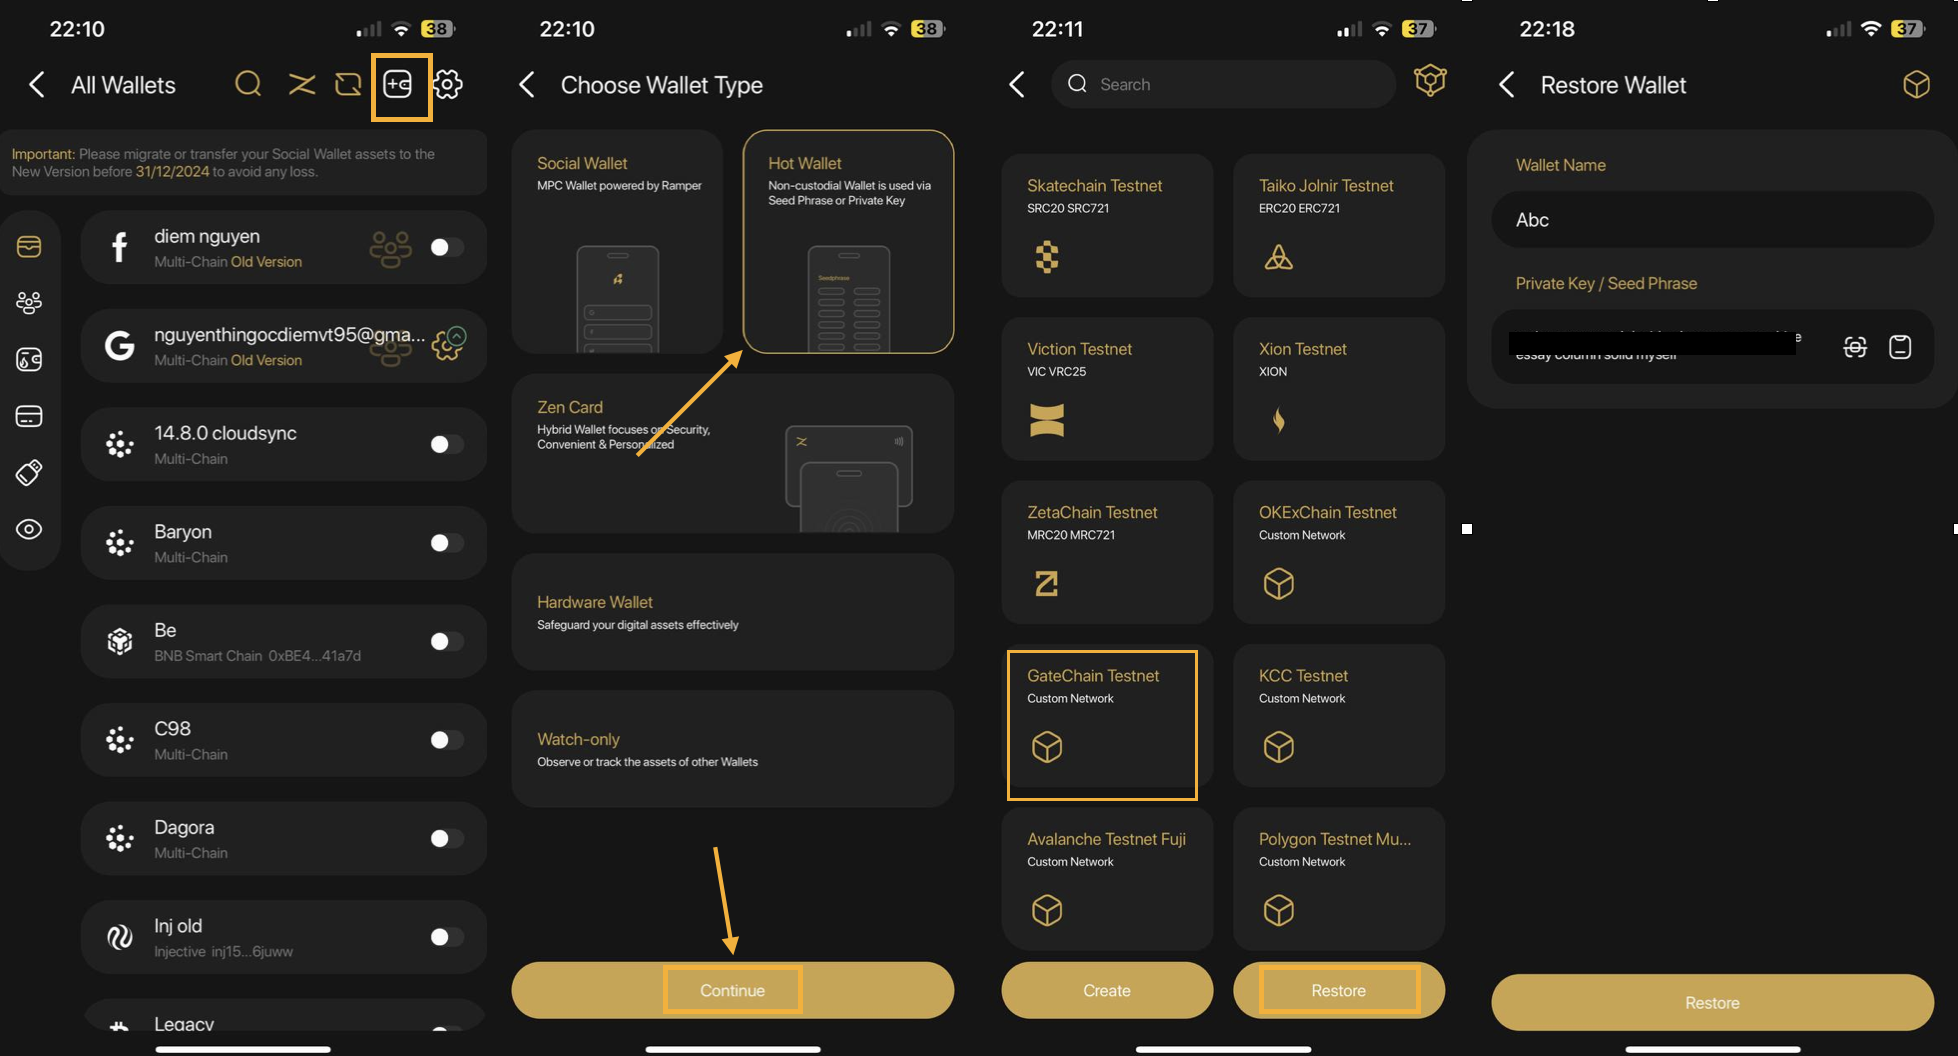 22:10
38
All Wallets
Important: Please migrate or transfer your Social Wallet assets to the
New Version before 31/12/2024 to avoid any loss.
diem nguyen
Multi-Chain Old Version
nguyenthingocdiemvt95@gma...
Multi-Chain Old Version
14.8.0 cloudsync
Multi-Chain
Baryon
Multi-Chain
Be
BNB Smart Chain 0xBE4...41a7d
C98
Multi-Chain
Dagora
Multi-Chain
Inj old
Injective inj15...6juww
Legacy
22:10
38
Choose Wallet Type
Social Wallet
MPC Wallet powered by Ramper
Hot Wallet
Non-custodial Wallet is used via
Seed Phrase or Private Key
Seedphrase
Zen Card
Hybrid Wallet focuses on Security,
Convenient & Personalized
Hardware Wallet
Safeguard your digital assets effectively
Watch-only
Observe or track the assets of other Wallets
Continue
22:11
37
Search
Skatechain Testnet
SRC20 SRC721
Taiko Jolnir Testnet
ERC20 ERC721
Viction Testnet
VIC VRC25
Xion Testnet
XION
ZetaChain Testnet
MRC20 MRC721
OKExChain Testnet
Custom Network
GateChain Testnet
Custom Network
KCC Testnet
Custom Network
Avalanche Testnet Fuji
Custom Network
Polygon Testnet Mu...
Custom Network
Create
Restore
22:18
37
Restore Wallet
Wallet Name
Abc
Private Key / Seed Phrase
Restore